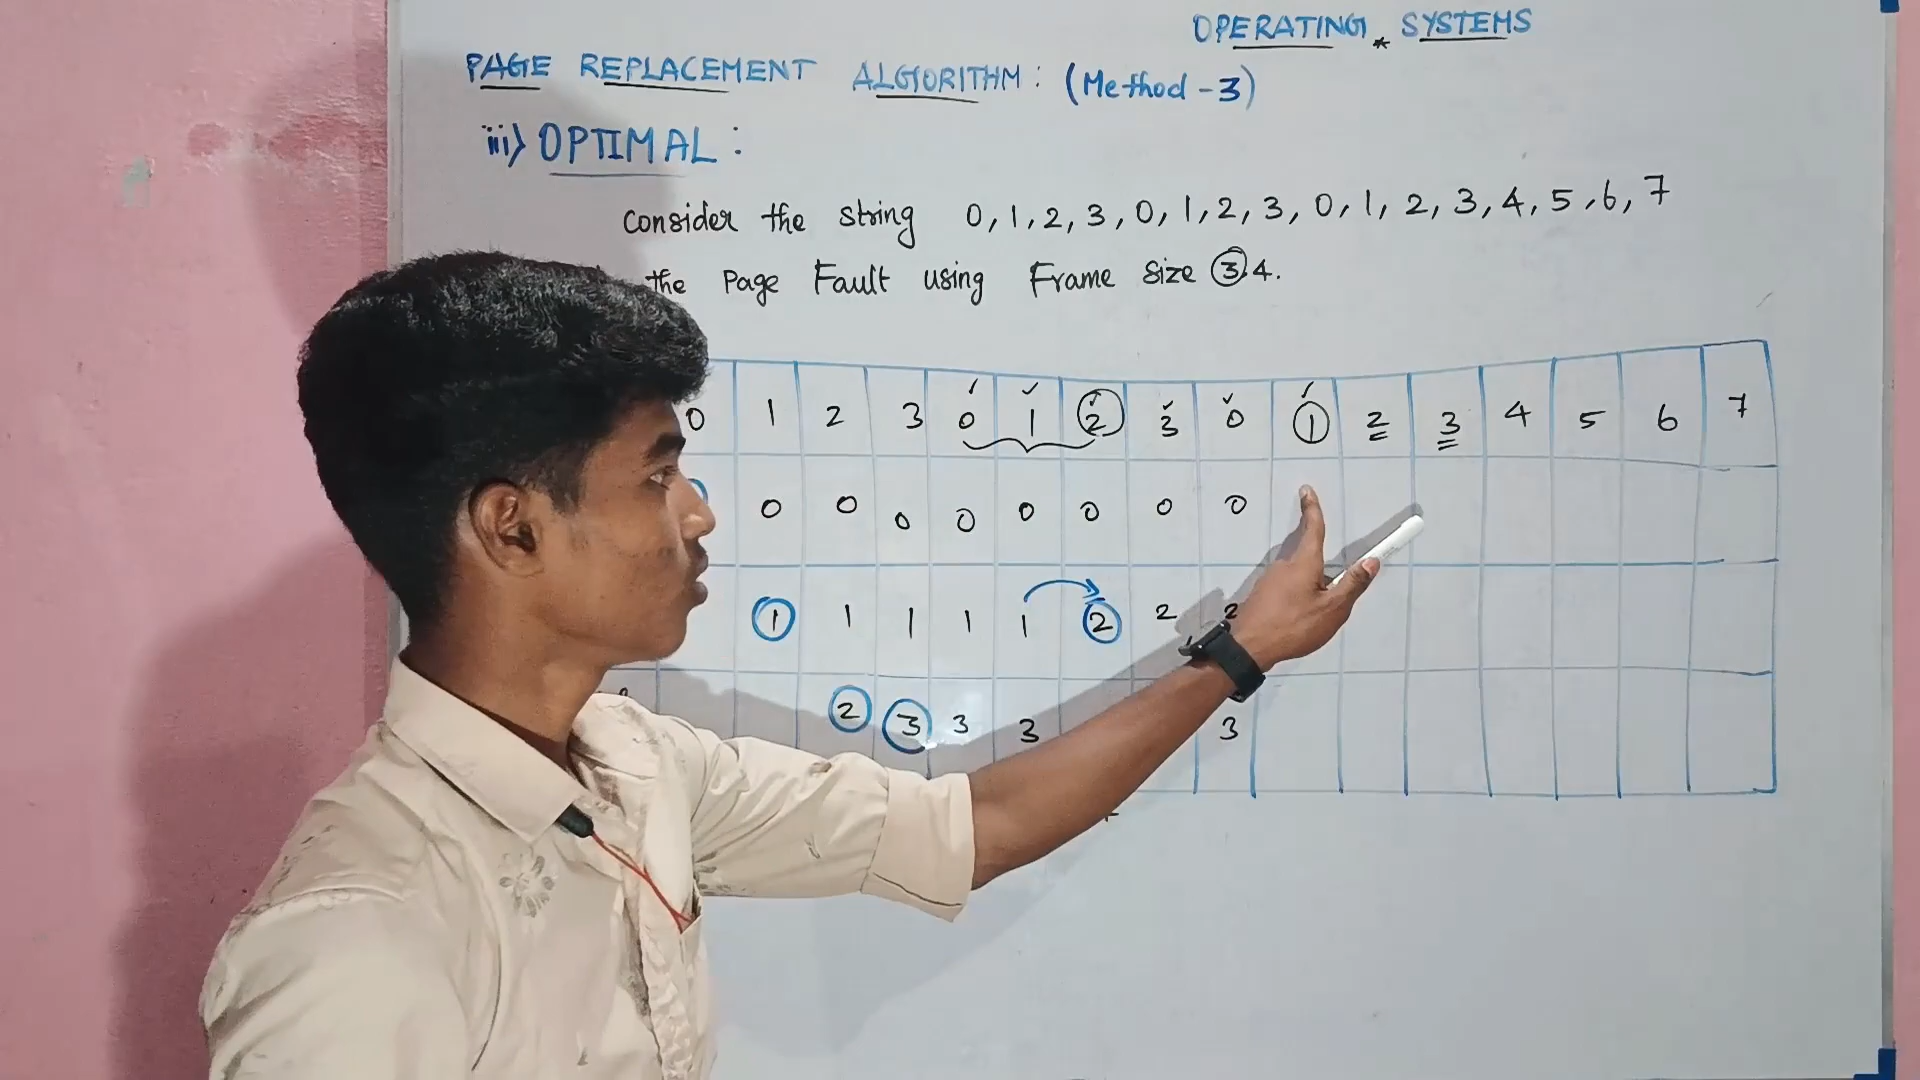 OPERATING SYSTEMS
PAGE REPLACEMENT ALGORITHM: (Method-3)
iii) OPTIMAL:
Consider the string 0, 1, 2, 3, 0, 1, 2, 3, 0, 1, 2, 3, 4, 5, 6, 7
the Page Fault using Frame Size 3 4.
0 1 2 3 0 1 2 3 0 1 2 3 4 5 6 7
0 0 0 0 0 0 0 0
1 1 1 1 1 2 2 2
2 3 3 3 3